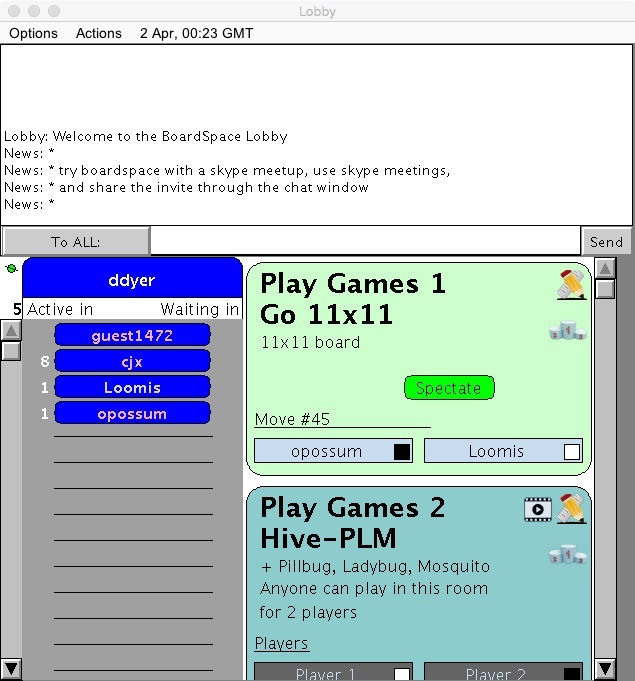 Lobby
Options Actions 2 Apr, 00:23 GMT
Lobby: Welcome to the BoardSpace Lobby
News: *
News: * try boardspace with a skype meetup, use skype meetings,
News: * and share the invite through the chat window
News: *
To ALL: Send
ddyer
5 Active in Waiting in
guest1472
8 cjx
1 Loomis
1 opossum
Play Games 1
Go 11x11
11x11 board
Spectate
Move #45
opossum Loomis
Play Games 2
Hive-PLM
+ Pillbug, Ladybug, Mosquito
Anyone can play in this room
for 2 players
Players
Player 1 Player 2